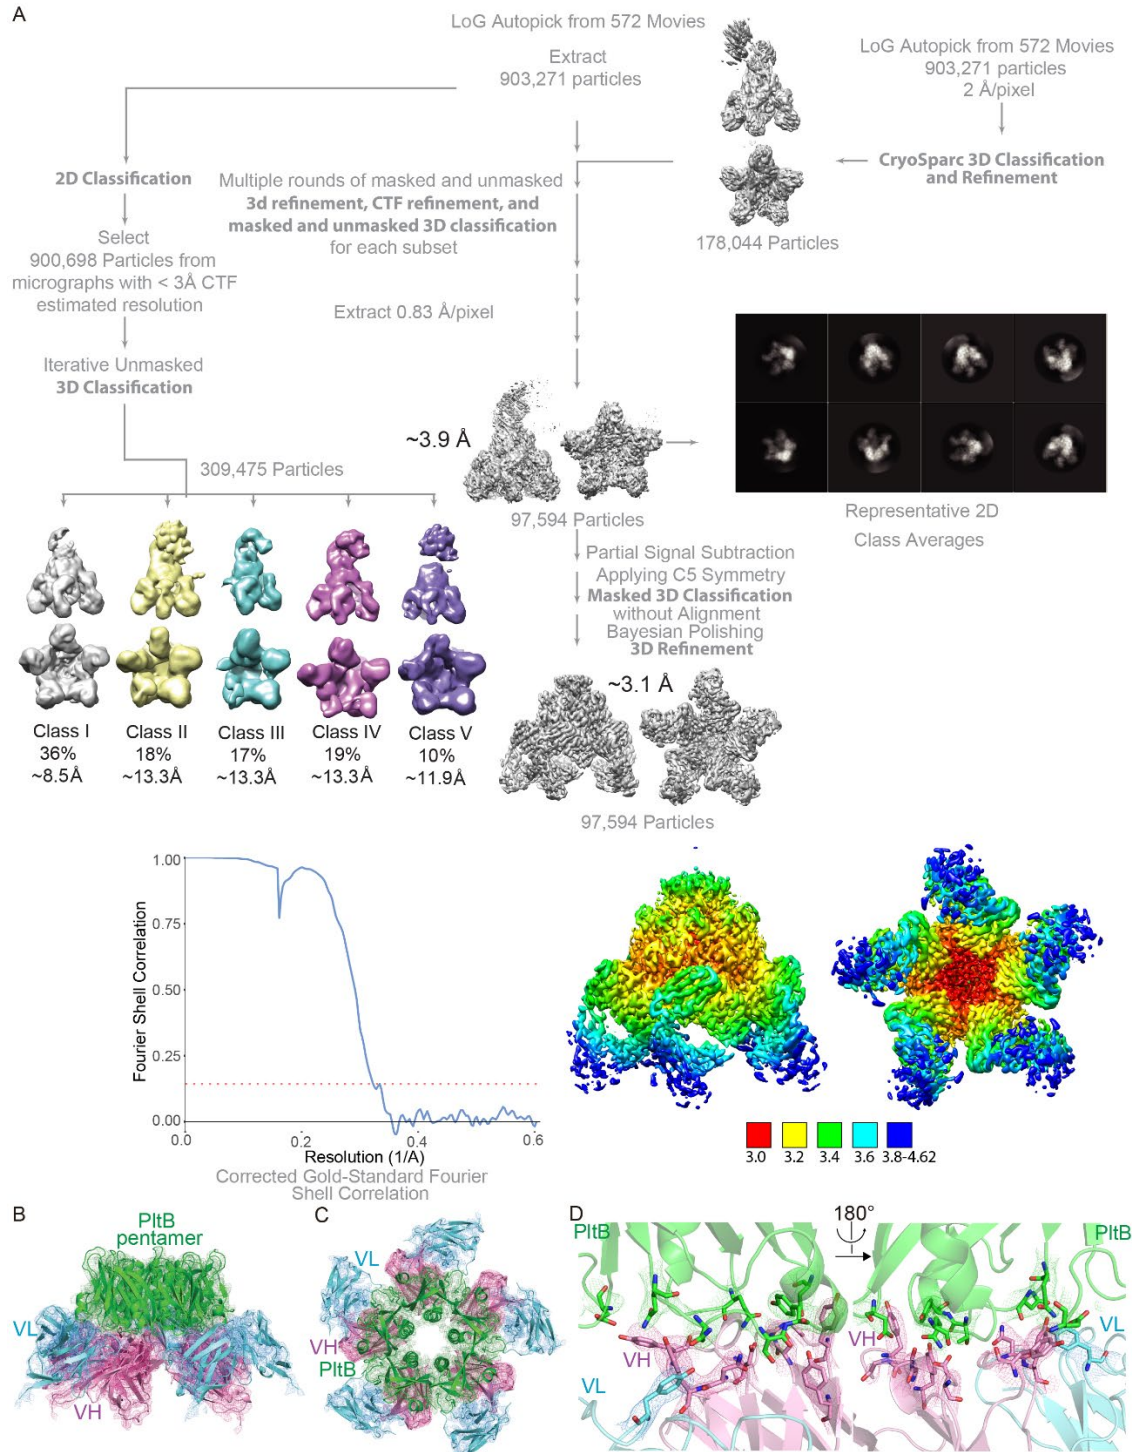 A
LoG Autopick from 572 Movies
Extract
903,271 particles
LoG Autopick from 572 Movies
903,271 particles
2 Å/pixel
CryoSparc 3D Classification
and Refinement
178,044 Particles
2D Classification
Select
900,698 Particles from
micrographs with < 3Å CTF
estimated resolution
Iterative Unmasked
3D Classification
309,475 Particles
Multiple rounds of masked and unmasked
3d refinement, CTF refinement, and
masked and unmasked 3D classification
for each subset
Extract 0.83 Å/pixel
~3.9 Å
97,594 Particles
Representative 2D
Class Averages
Partial Signal Subtraction
Applying C5 Symmetry
Masked 3D Classification
without Alignment
Bayesian Polishing
3D Refinement
~3.1 Å
97,594 Particles
Class I
36%
~8.5Å
Class II
18%
~13.3Å
Class III
17%
~13.3Å
Class IV
19%
~13.3Å
Class V
10%
~11.9Å
Fourier Shell Correlation
1.00
0.75
0.50
0.25
0.00
0.0
0.2
0.4
0.6
Resolution (1/A)
Corrected Gold-Standard Fourier
Shell Correlation
3.0
3.2
3.4
3.6
3.8-4.62
B
PltB
pentamer
VL
VH
C
VL
VH
PltB
D
180°
PltB
PltB
VH
VL
VH
VL